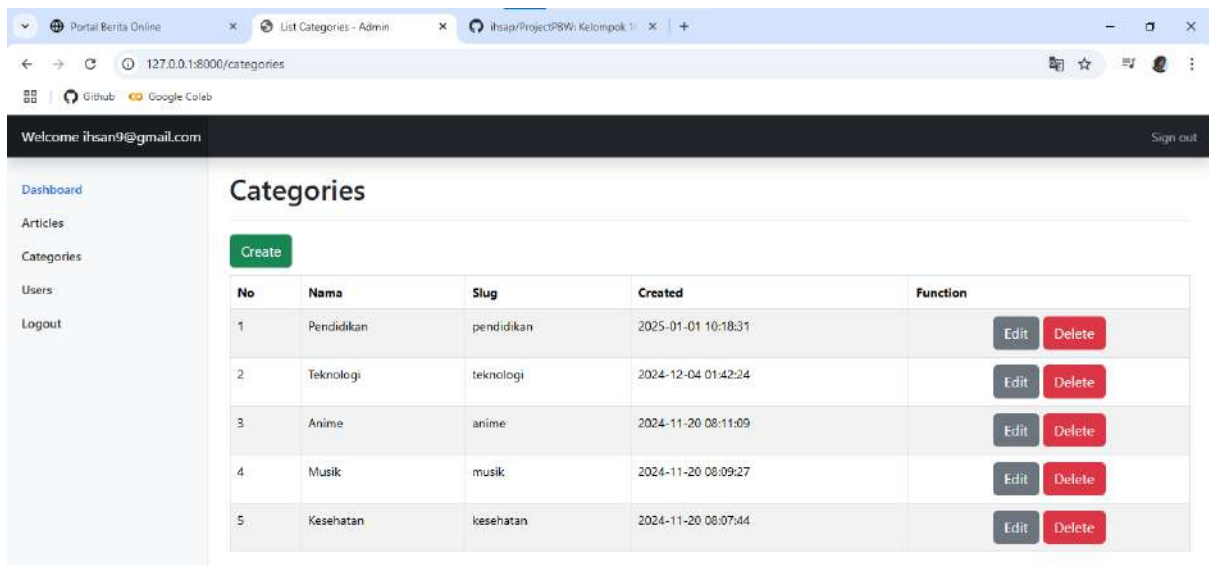 Portal Berita Online
List Categories - Admin
ihsap/ProjectPBW: Kelompok 1
127.0.0.1:8000/categories
Github Google Colab
Welcome ihsan9@gmail.com Sign out
Dashboard
Articles
Categories
Users
Logout
Categories
Create
No Nama Slug Created Function
1 Pendidikan pendidikan 2025-01-01 10:18:31 Edit Delete
2 Teknologi teknologi 2024-12-04 01:42:24 Edit Delete
3 Anime anime 2024-11-20 08:11:09 Edit Delete
4 Musik musik 2024-11-20 08:09:27 Edit Delete
5 Kesehatan kesehatan 2024-11-20 08:07:44 Edit Delete